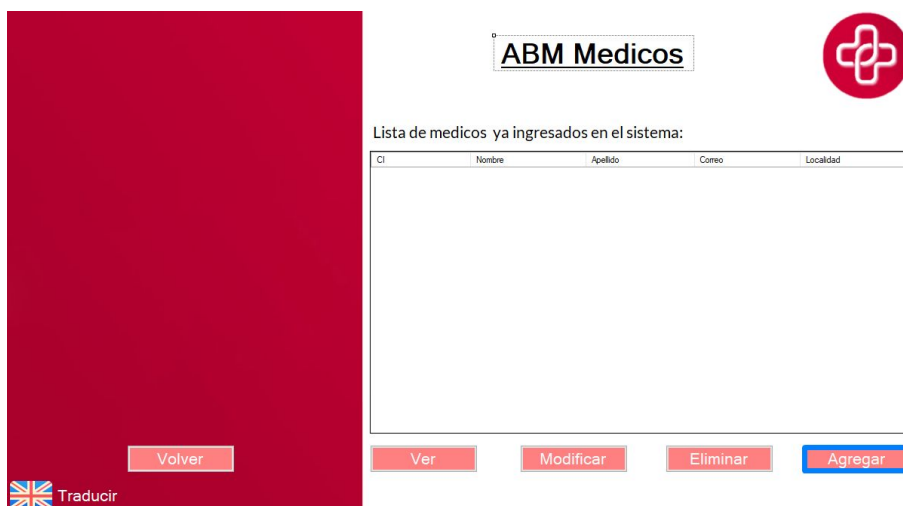 ABM Medicos
Lista de medicos ya ingresados en el sistema:
CI Nombre Apellido Correo Localidad
Volver Ver Modificar Eliminar Agregar
Traducir